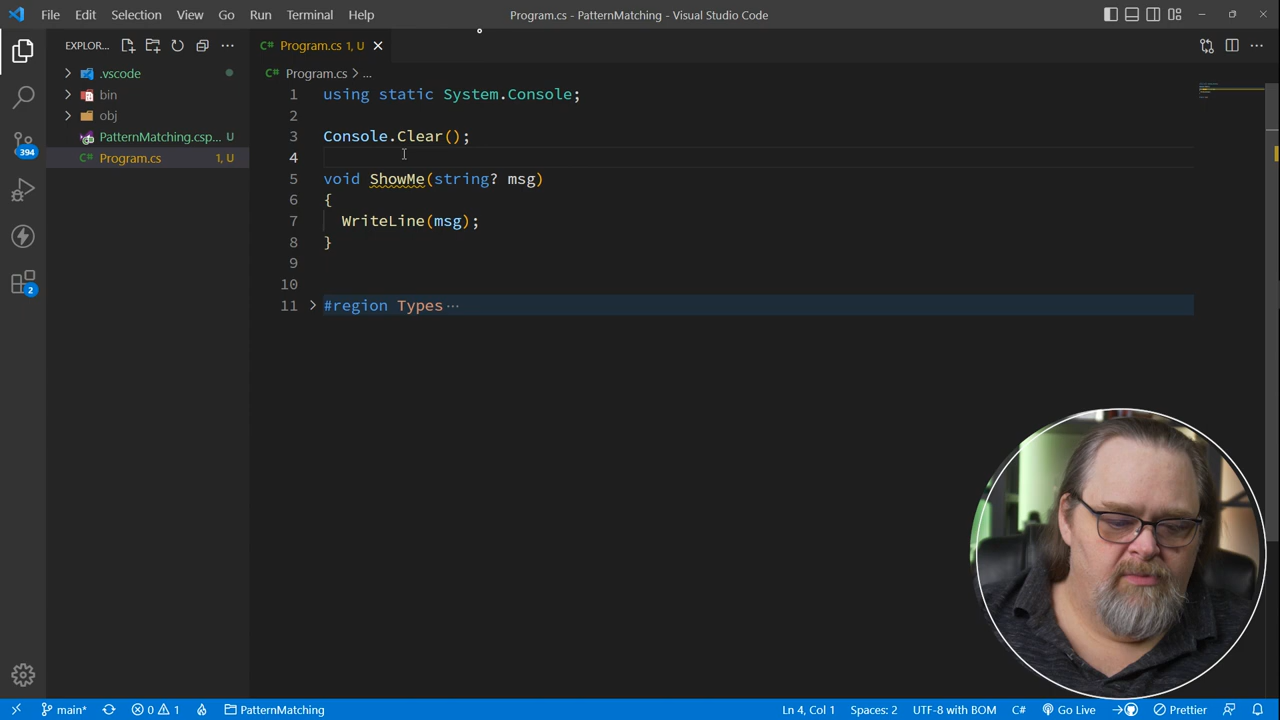 File Edit Selection View Go Run Terminal Help
Program.cs - PatternMatching - Visual Studio Code
EXPLOR...
Program.cs 1, U
Program.cs > ...
.vscode
bin
obj
PatternMatching.csp... U
Program.cs 1, U
394
2
1 using static System.Console;
2
3 Console.Clear();
4
5 void ShowMe(string? msg)
6 {
7 WriteLine(msg);
8 }
9
10
11 #region Types ...
main* 0 1 PatternMatching Ln 4, Col 1 Spaces: 2 UTF-8 with BOM C# Go Live Prettier